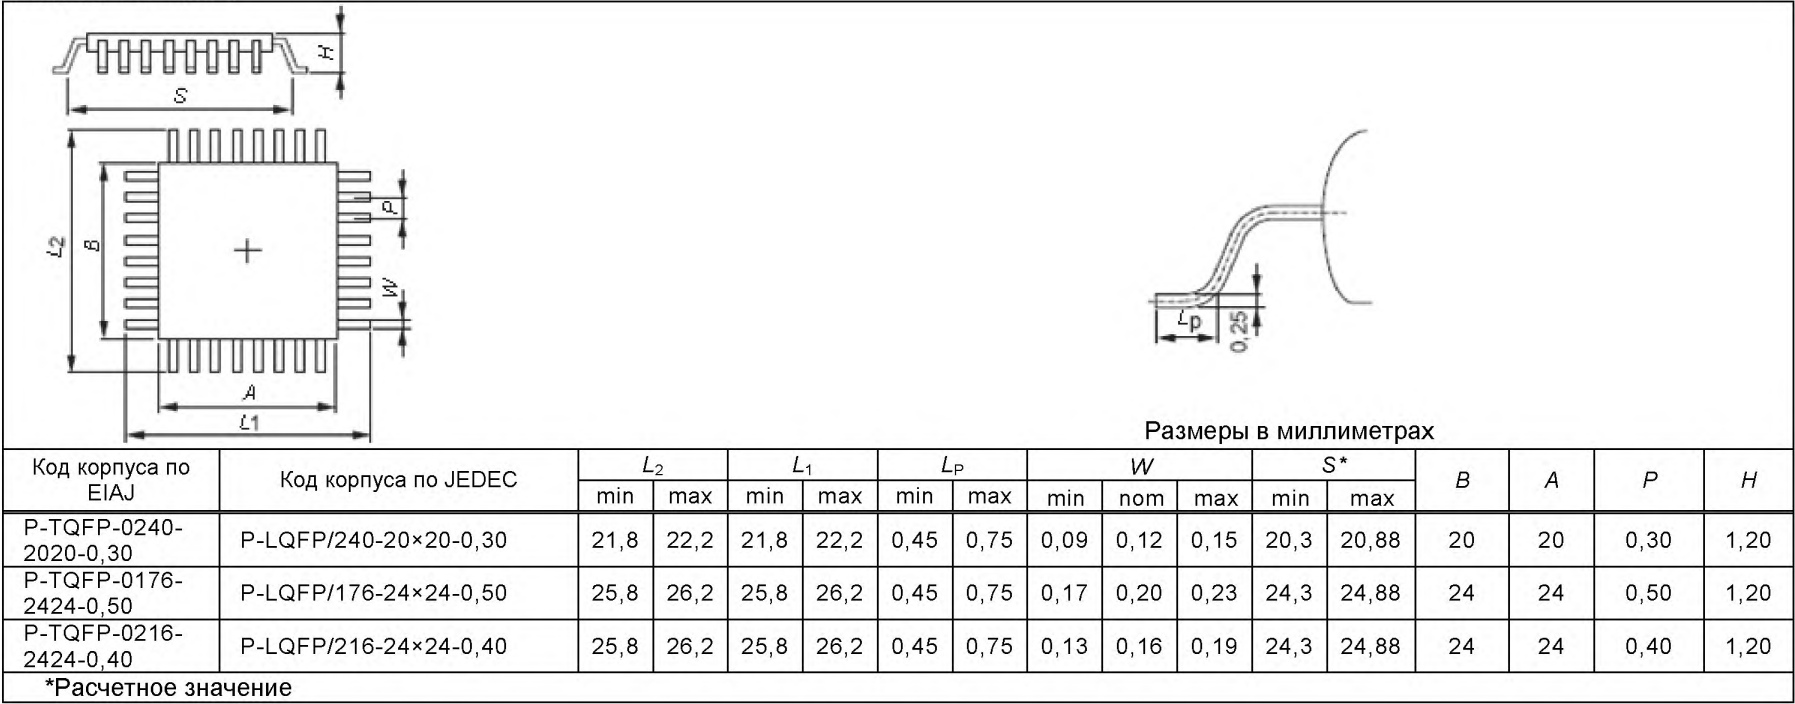 H
S
P
L2
B
W
A
L1
Lp
0,25
Размеры в миллиметрах
Код корпуса по EIAJ Код корпуса по JEDEC L2 L1 LP W S* B A P H
min max min max min max min nom max min max
P-TQFP-0240-
2020-0,30 P-LQFP/240-20×20-0,30 21,8 22,2 21,8 22,2 0,45 0,75 0,09 0,12 0,15 20,3 20,88 20 20 0,30 1,20
P-TQFP-0176-
2424-0,50 P-LQFP/176-24×24-0,50 25,8 26,2 25,8 26,2 0,45 0,75 0,17 0,20 0,23 24,3 24,88 24 24 0,50 1,20
P-TQFP-0216-
2424-0,40 P-LQFP/216-24×24-0,40 25,8 26,2 25,8 26,2 0,45 0,75 0,13 0,16 0,19 24,3 24,88 24 24 0,40 1,20
*Расчетное значение